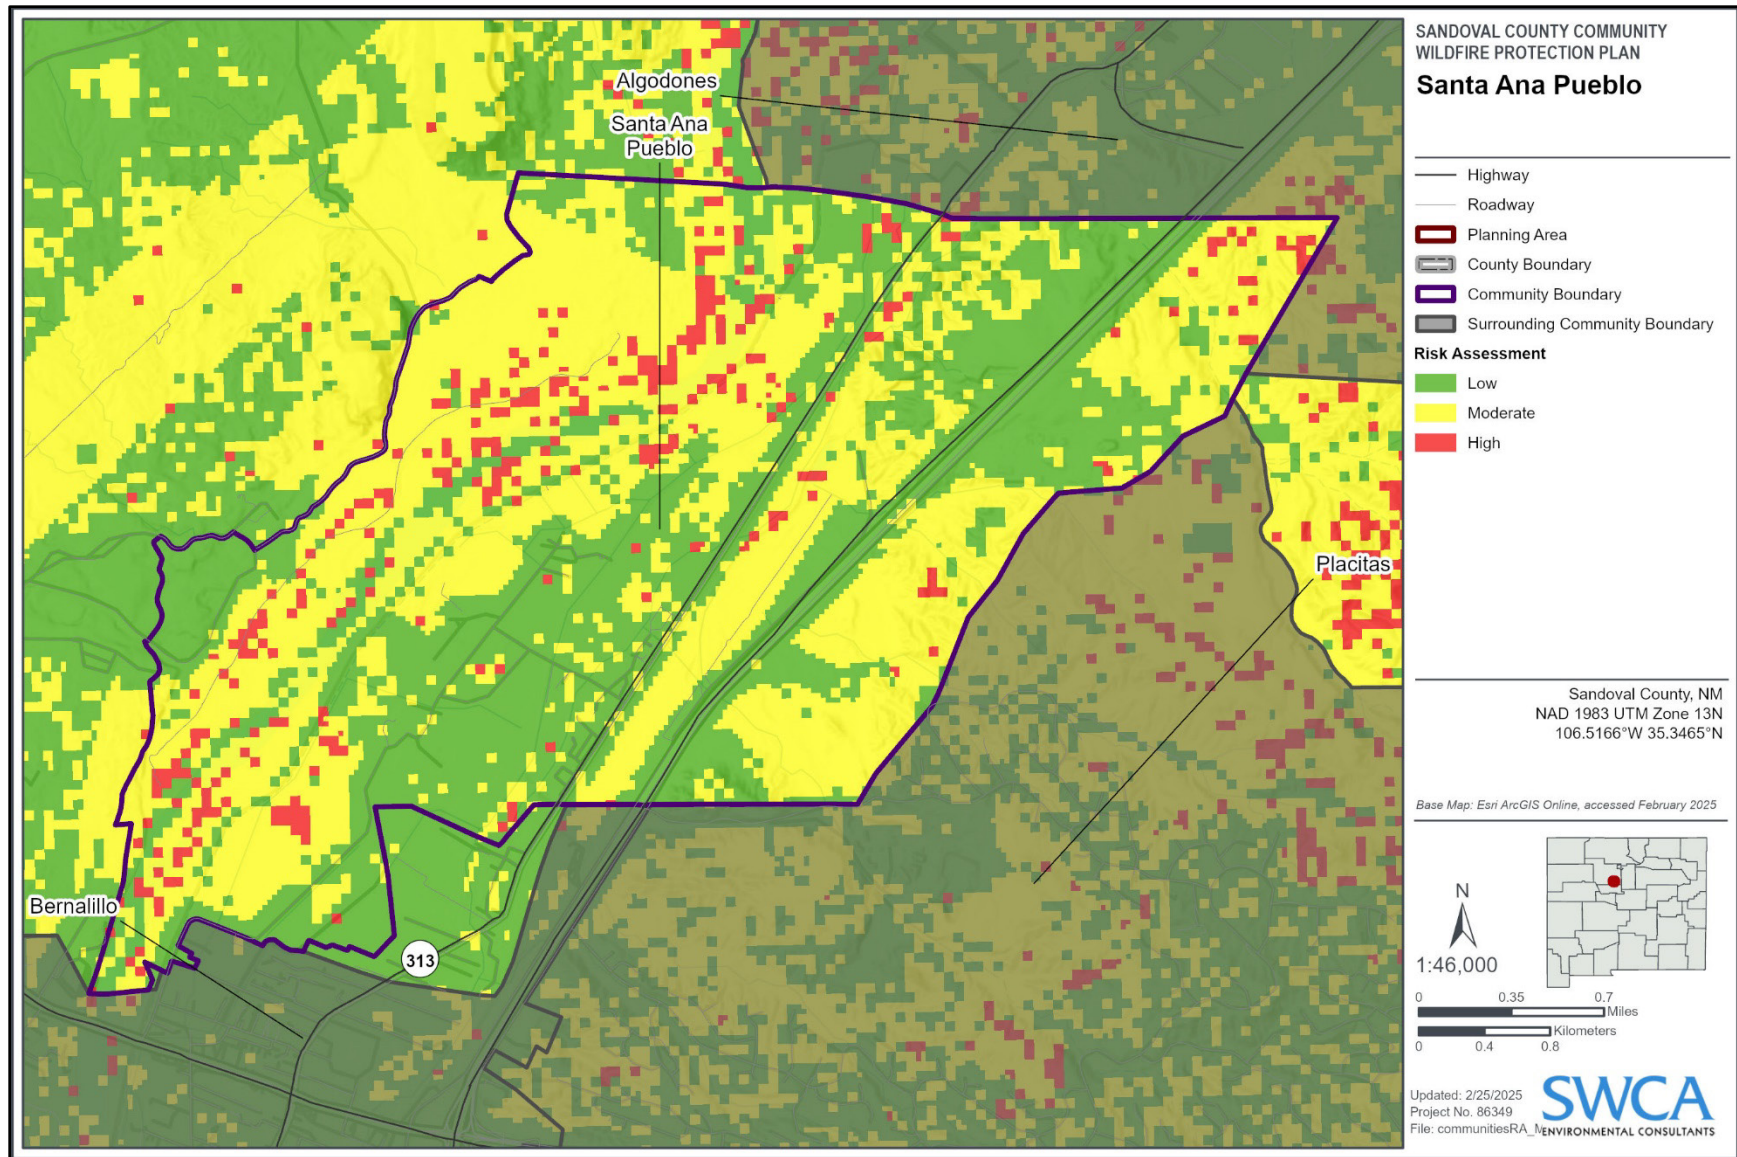 SANDOVAL COUNTY COMMUNITY
WILDFIRE PROTECTION PLAN
Santa Ana Pueblo
Highway
Roadway
Planning Area
County Boundary
Community Boundary
Surrounding Community Boundary
Risk Assessment
Low
Moderate
High
Sandoval County, NM
NAD 1983 UTM Zone 13N
106.5166°W 35.3465°N
Base Map: Esri ArcGIS Online, accessed February 2025
N
1:46,000
0 0.35 0.7
Miles
Kilometers
0 0.4 0.8
Updated: 2/25/2025
Project No. 86349
File: communitiesRA_M
SWCA
ENVIRONMENTAL CONSULTANTS
Algodones
Santa Ana
Pueblo
Placitas
Bernalillo
313